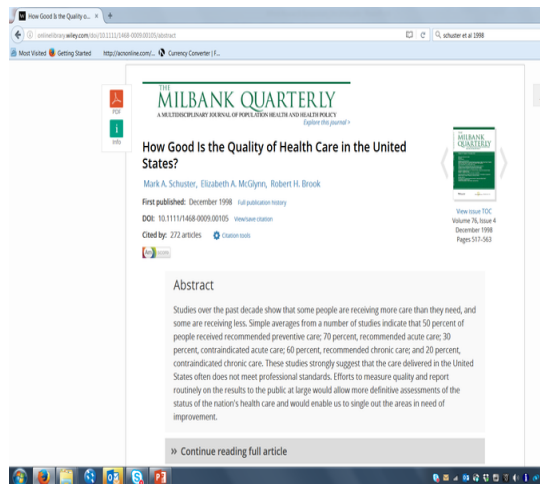 How Good Is the Quality o...
onlinelibrary.wiley.com/doi/10.1111/1468-0009.00105/abstract
schuster et al 1998
Most Visited Getting Started http://acnonline.com/... Currency Converter | F...
PDF
Info
THE
MILBANK QUARTERLY
A MULTIDISCIPLINARY JOURNAL OF POPULATION HEALTH AND HEALTH POLICY
Explore this journal >
How Good Is the Quality of Health Care in the United
States?
Mark A. Schuster, Elizabeth A. McGlynn, Robert H. Brook
First published: December 1998 Full publication history
DOI: 10.1111/1468-0009.00105 View/save citation
Cited by: 272 articles Citation tools
THE
MILBANK
QUARTERLY
View issue TOC
Volume 76, Issue 4
December 1998
Pages 517–563
Abstract
Studies over the past decade show that some people are receiving more care than they need, and
some are receiving less. Simple averages from a number of studies indicate that 50 percent of
people received recommended preventive care; 70 percent, recommended acute care; 30
percent, contraindicated acute care; 60 percent, recommended chronic care; and 20 percent,
contraindicated chronic care. These studies strongly suggest that the care delivered in the United
States often does not meet professional standards. Efforts to measure quality and report
routinely on the results to the public at large would allow more definitive assessments of the
status of the nation's health care and would enable us to single out the areas in need of
improvement.
» Continue reading full article